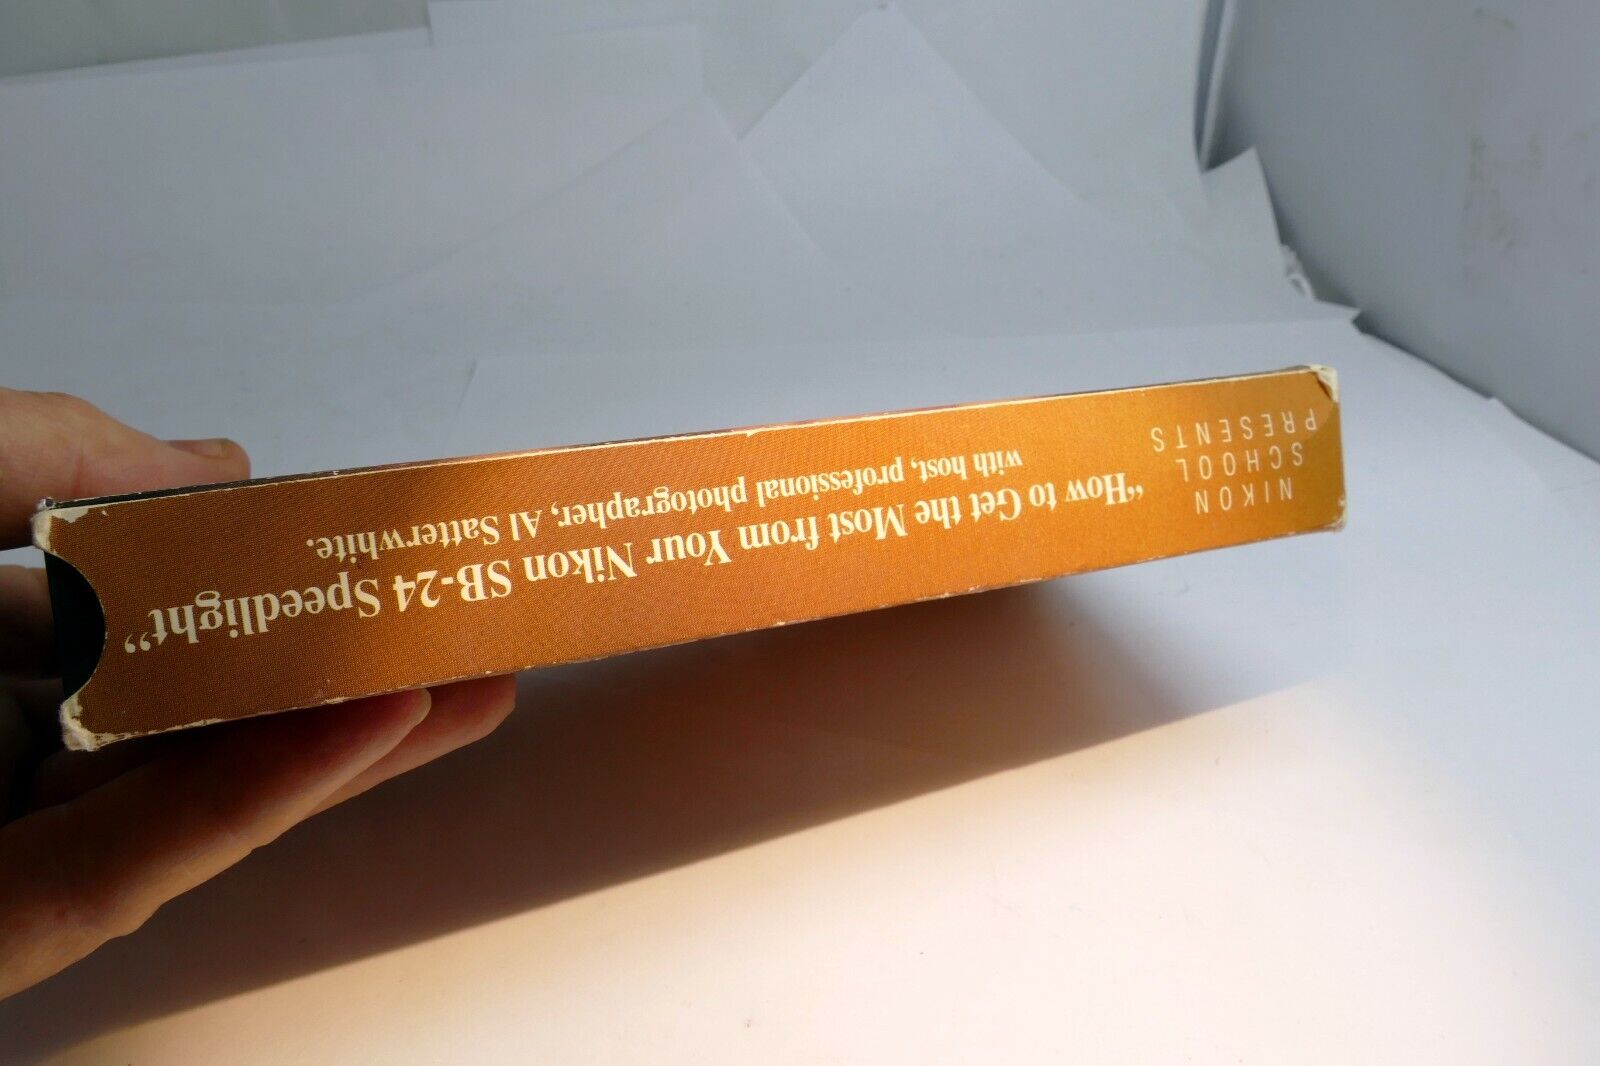 NIKON
SCHOOL
PRESENTS
“How to Get the Most from Your Nikon SB-24 Speedlight”
with host, professional photographer, Al Satterwhite.